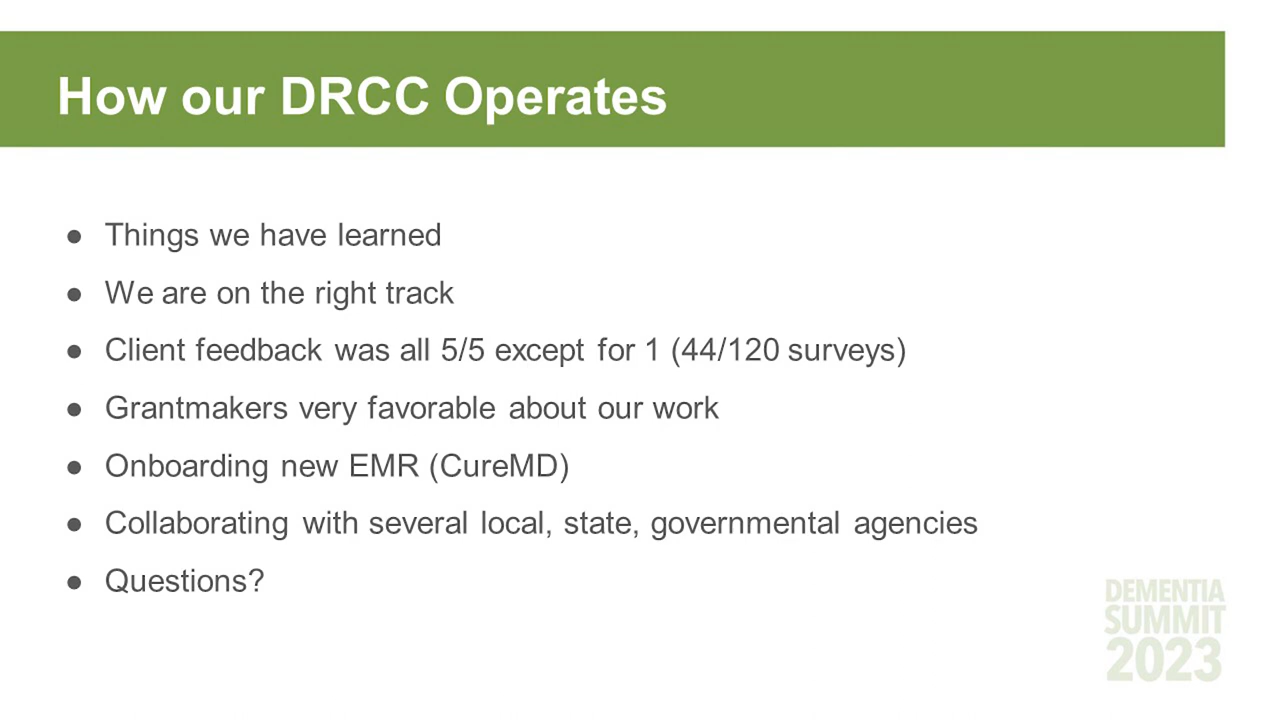 How our DRCC Operates
● Things we have learned
● We are on the right track
● Client feedback was all 5/5 except for 1 (44/120 surveys)
● Grantmakers very favorable about our work
● Onboarding new EMR (CureMD)
● Collaborating with several local, state, governmental agencies
● Questions?
DEMENTIA
SUMMIT
2023